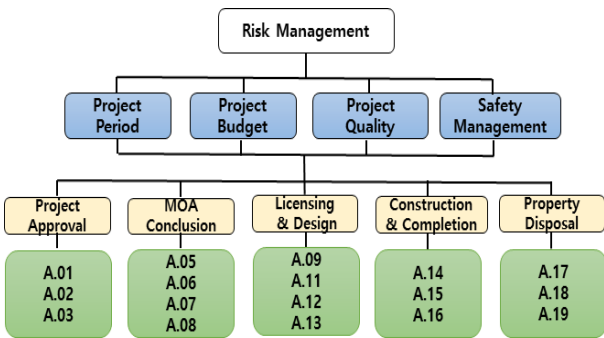 Risk Management
Project
Period
Project
Budget
Project
Quality
Safety
Management
Project
Approval
MOA
Conclusion
Licensing
& Design
Construction
& Completion
Property
Disposal
A.01
A.02
A.03
A.05
A.06
A.07
A.08
A.09
A.11
A.12
A.13
A.14
A.15
A.16
A.17
A.18
A.19